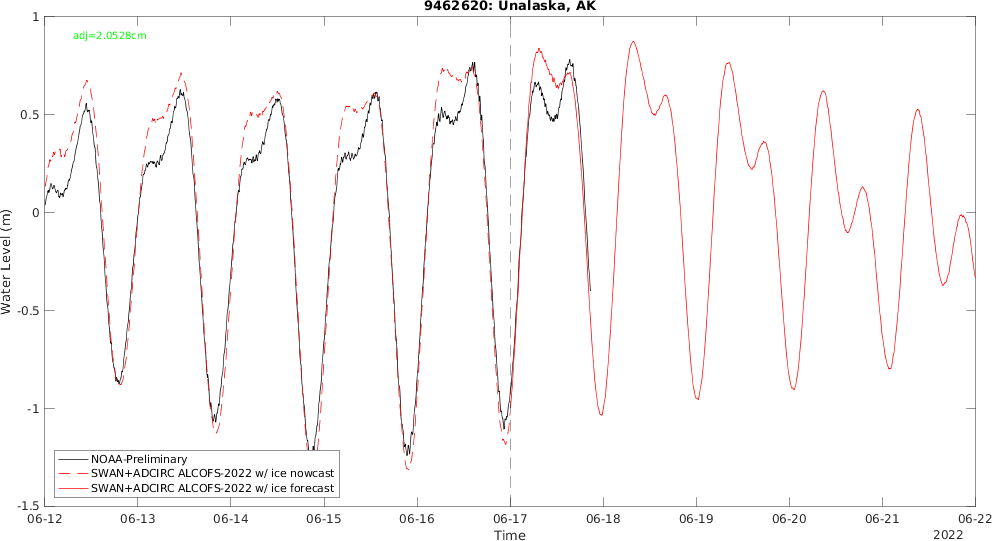 9462620: Unalaska, AK
adj=2.0528cm
Water Level (m)
1
0.5
0
-0.5
-1
-1.5
NOAA-Preliminary
SWAN+ADCIRC ALCOFS-2022 w/ ice nowcast
SWAN+ADCIRC ALCOFS-2022 w/ ice forecast
06-12 06-13 06-14 06-15 06-16 06-17 06-18 06-19 06-20 06-21 06-22
Time
2022